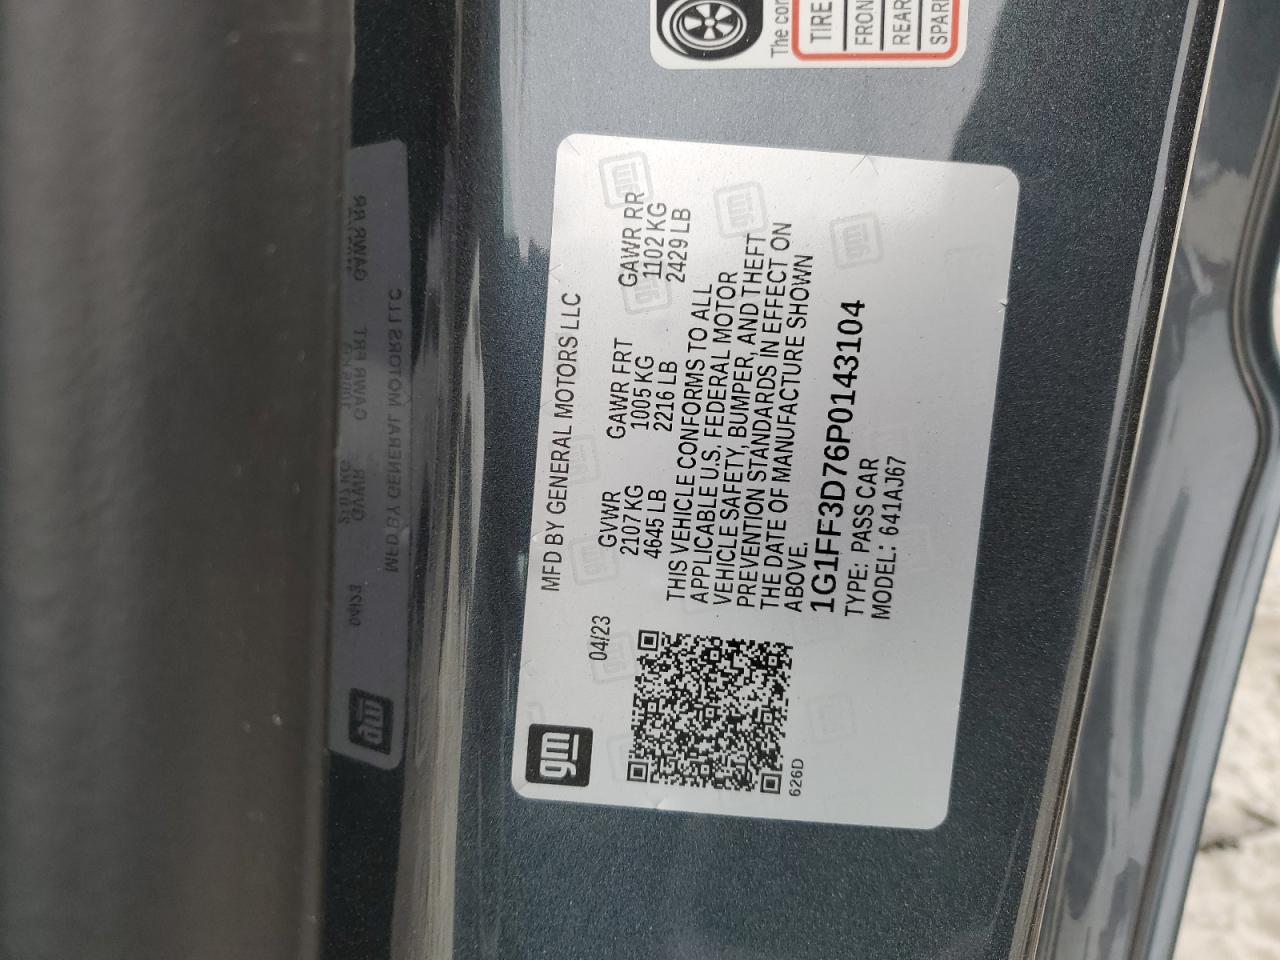 gm
04/23
MFD BY GENERAL MOTORS LLC
GVWR GAWR FRT GAWR RR
2107 KG 1005 KG 1102 KG
4645 LB 2216 LB 2429 LB
THIS VEHICLE CONFORMS TO ALL
APPLICABLE U.S. FEDERAL MOTOR
VEHICLE SAFETY, BUMPER, AND THEFT
PREVENTION STANDARDS IN EFFECT ON
THE DATE OF MANUFACTURE SHOWN
ABOVE.
1G1FF3D76P0143104
TYPE: PASS CAR
MODEL: 641AJ67
626D
The
TIRE
REAR